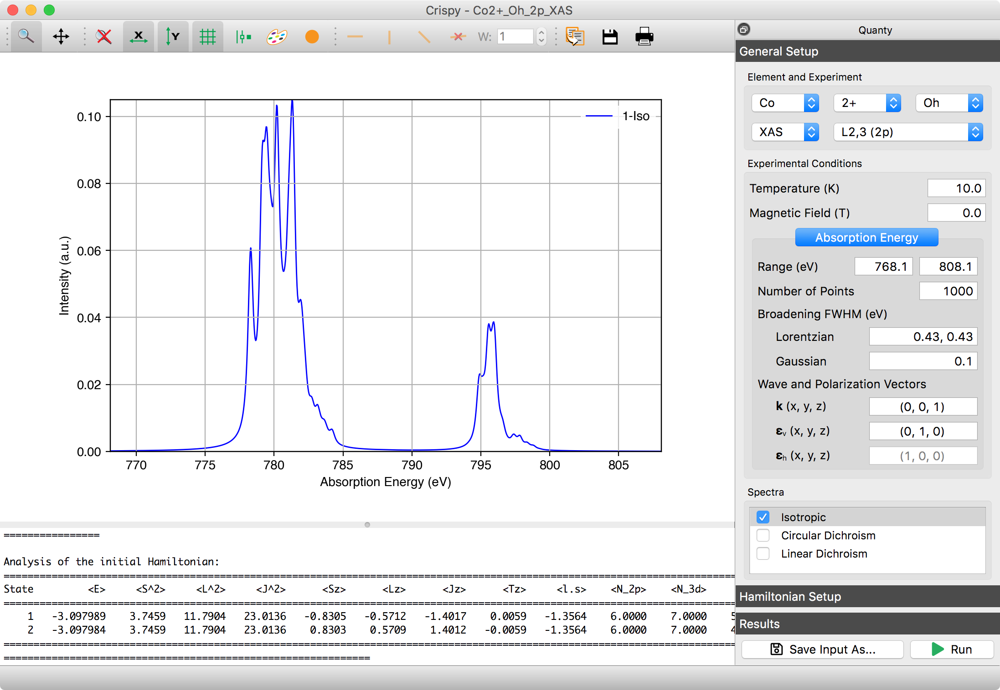 Crispy - Co2+_Oh_2p_XAS
X
Y
W: 1
Quanty
General Setup
Element and Experiment
Co 2+ Oh
XAS L2,3 (2p)
Experimental Conditions
Temperature (K) 10.0
Magnetic Field (T) 0.0
Absorption Energy
Range (eV) 768.1 808.1
Number of Points 1000
Broadening FWHM (eV)
Lorentzian 0.43, 0.43
Gaussian 0.1
Wave and Polarization Vectors
k (x, y, z) (0, 0, 1)
εv (x, y, z) (0, 1, 0)
εh (x, y, z) (1, 0, 0)
Spectra
Isotropic
Circular Dichroism
Linear Dichroism
Hamiltonian Setup
Results
Save Input As...
Run
1-Iso
0.10
0.08
0.06
0.04
0.02
0.00
Intensity (a.u.)
770 775 780 785 790 795 800 805
Absorption Energy (eV)
================
Analysis of the initial Hamiltonian:
State <E> <S^2> <L^2> <J^2> <Sz> <Lz> <Jz> <Tz> <l.s> <N_2p> <N_3d>
1 -3.097989 3.7459 11.7904 23.0136 -0.8305 -0.5712 -1.4017 0.0059 -1.3564 6.0000 7.0000
2 -3.097984 3.7459 11.7904 23.0136 0.8303 0.5709 1.4012 -0.0059 -1.3564 6.0000 7.0000